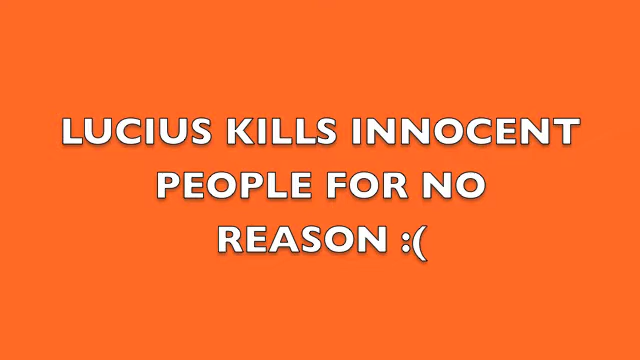 LUCIUS KILLS INNOCENT
PEOPLE FOR NO
REASON :(